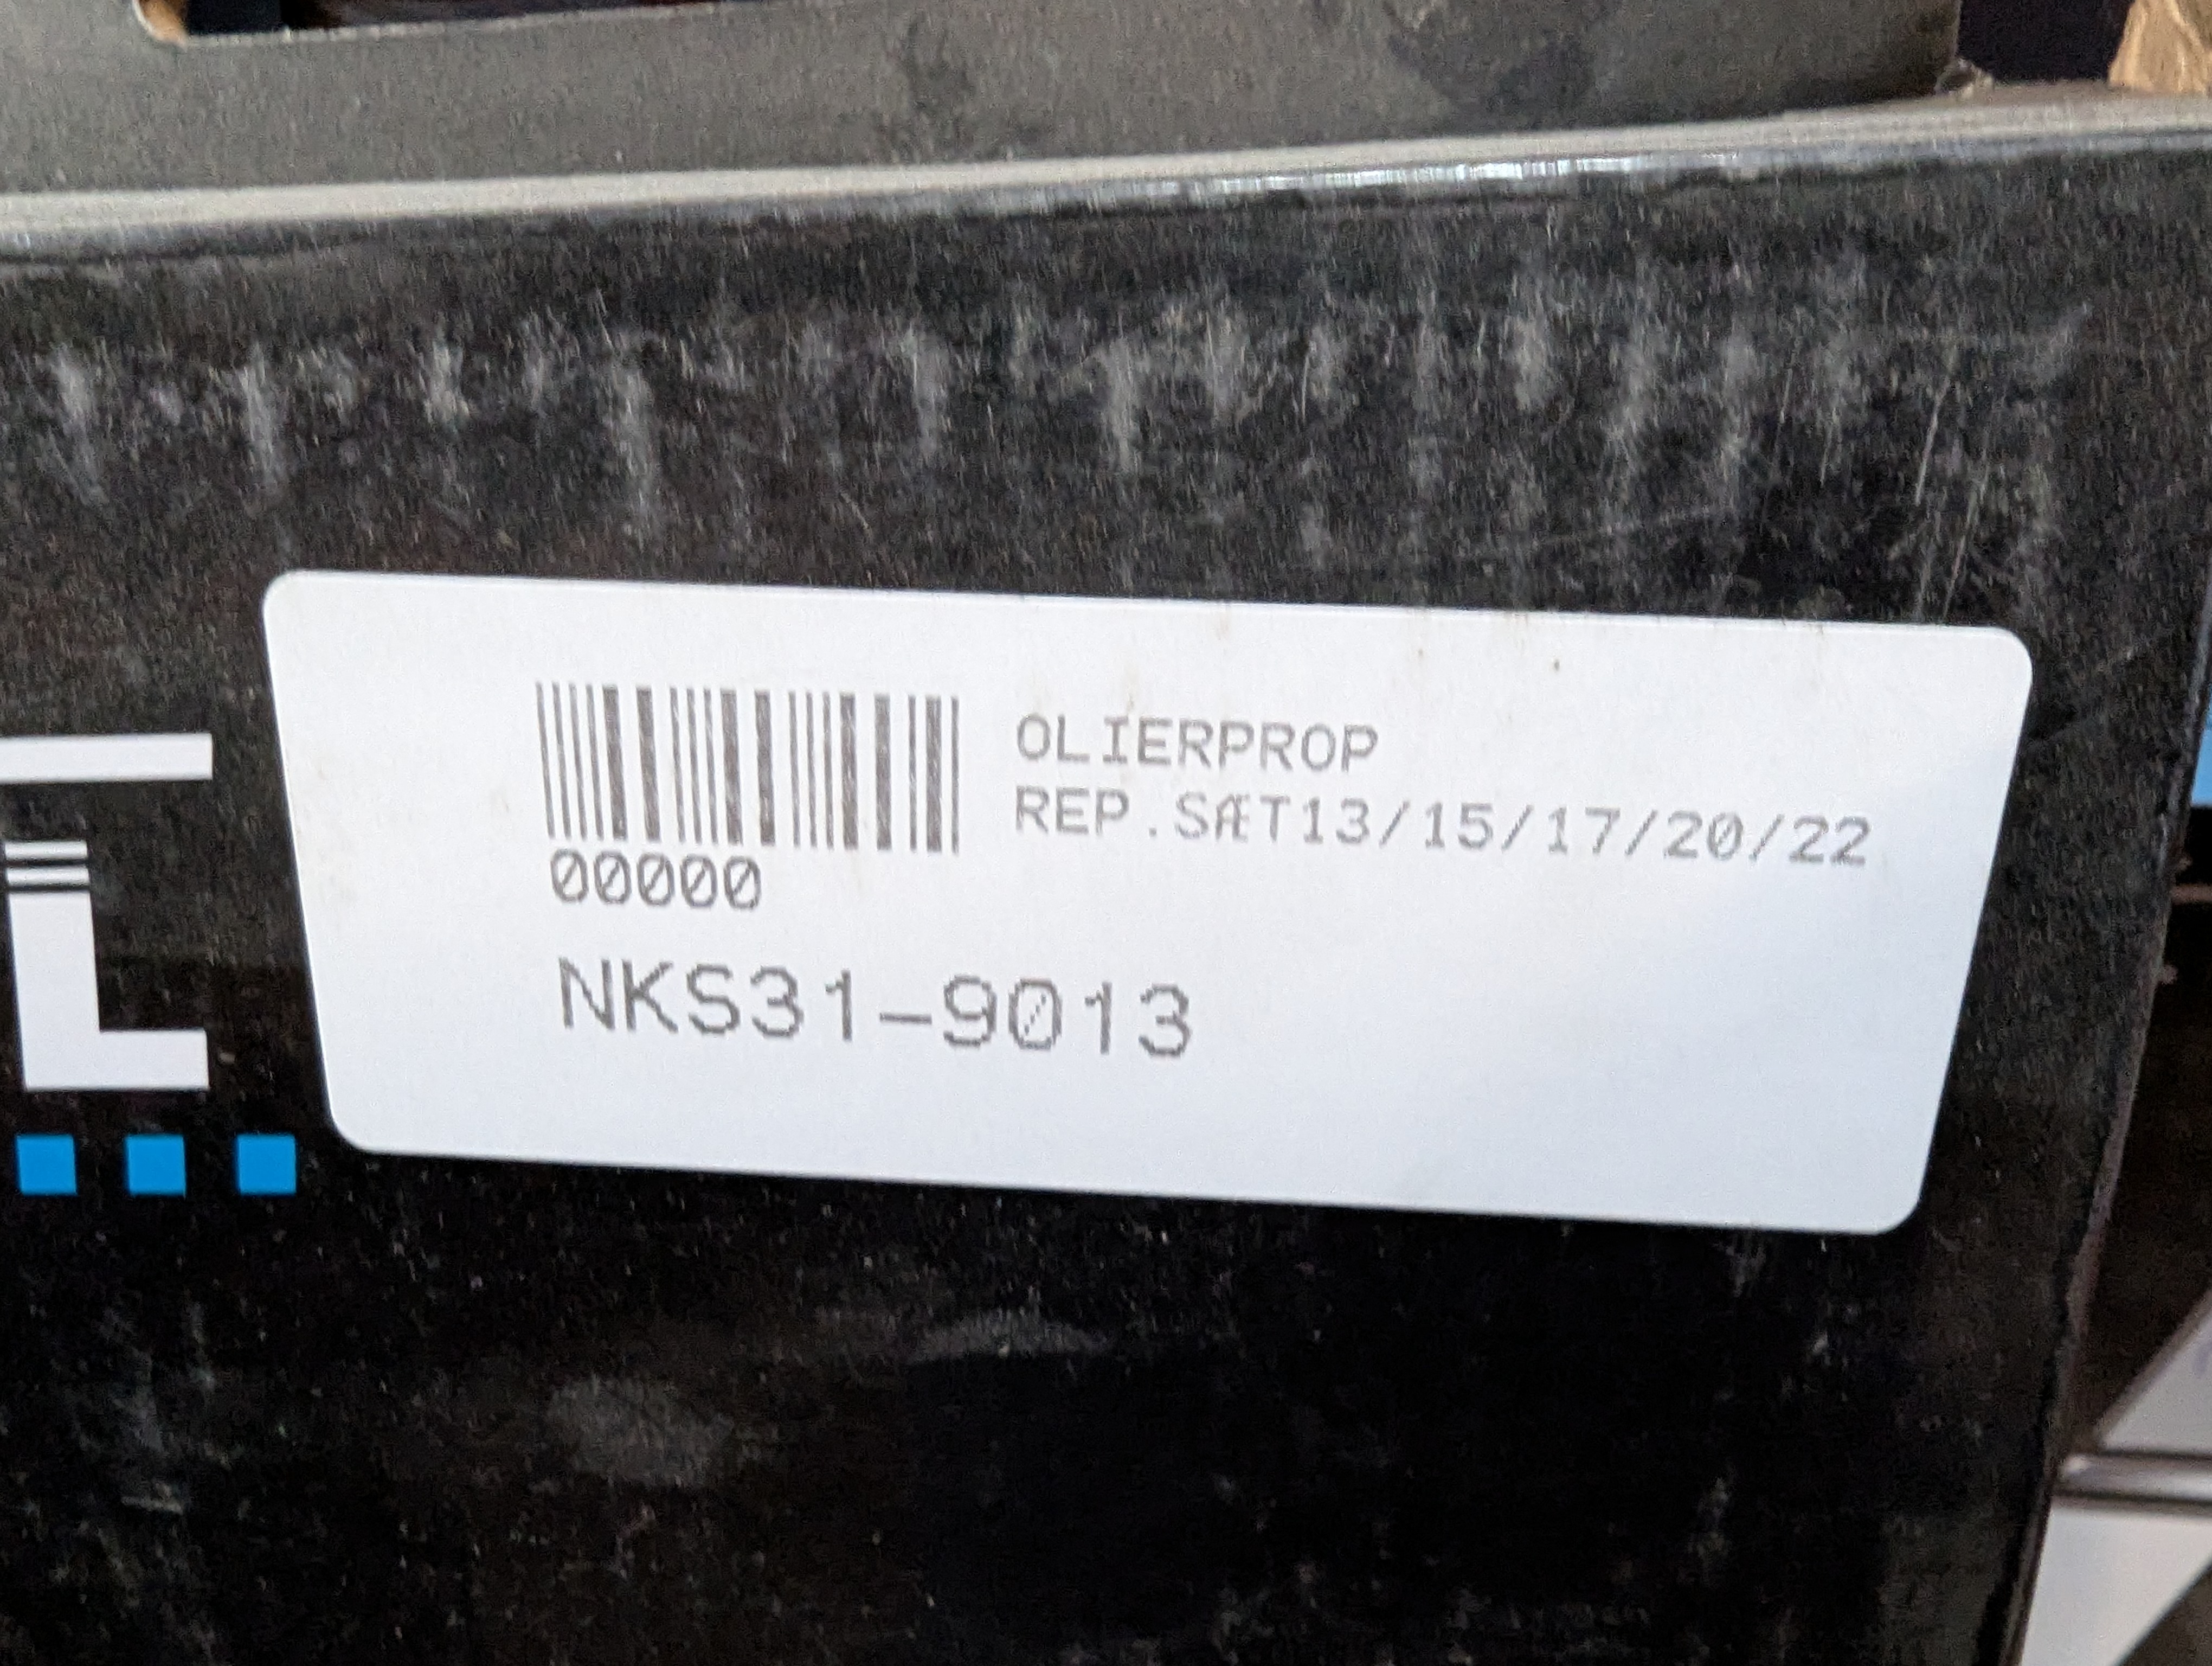 OLIERPROP
REP.SÆT13/15/17/20/22
00000
NKS31-9013